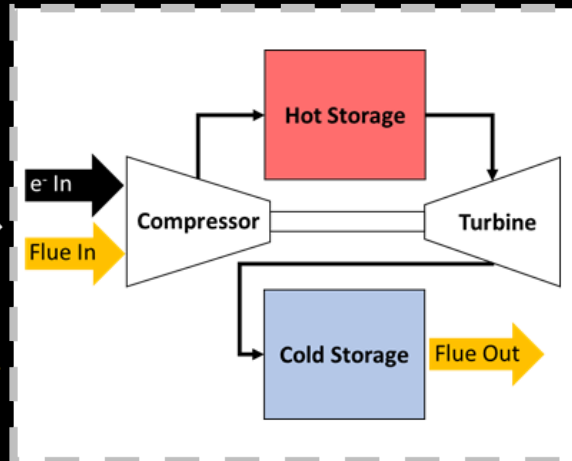 Hot Storage
e⁻ In
Compressor
Turbine
Flue In
Cold Storage
Flue Out